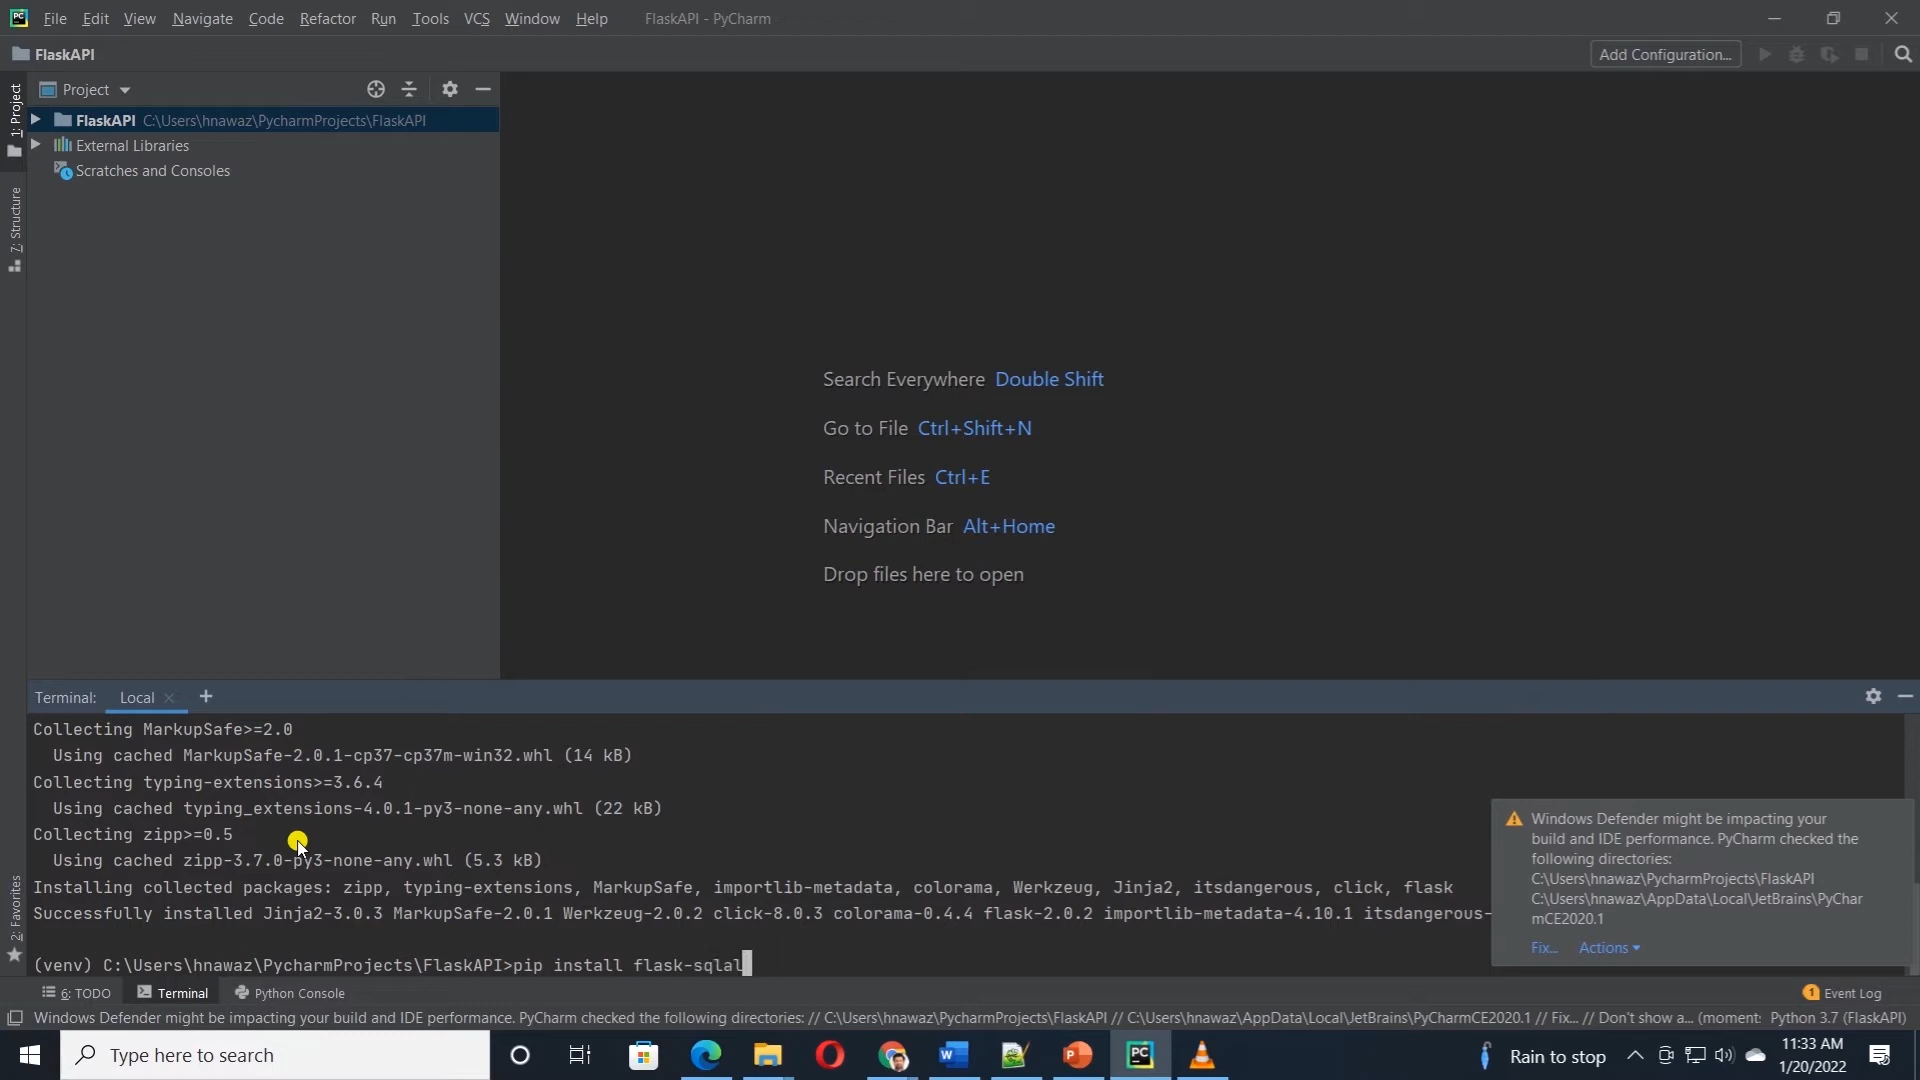 File Edit View Navigate Code Refactor Run Tools VCS Window Help FlaskAPI - PyCharm
FlaskAPI Add Configuration...
1: Project
Project
FlaskAPI C:\Users\hnawaz\PycharmProjects\FlaskAPI
External Libraries
Scratches and Consoles
7: Structure
Search Everywhere Double Shift
Go to File Ctrl+Shift+N
Recent Files Ctrl+E
Navigation Bar Alt+Home
Drop files here to open
Terminal: Local
Collecting MarkupSafe>=2.0
Using cached MarkupSafe-2.0.1-cp37-cp37m-win32.whl (14 kB)
Collecting typing-extensions>=3.6.4
Using cached typing_extensions-4.0.1-py3-none-any.whl (22 kB)
Collecting zipp>=0.5
Using cached zipp-3.7.0-py3-none-any.whl (5.3 kB)
Installing collected packages: zipp, typing-extensions, MarkupSafe, importlib-metadata, colorama, Werkzeug, Jinja2, itsdangerous, click, flask
Successfully installed Jinja2-3.0.3 MarkupSafe-2.0.1 Werkzeug-2.0.2 click-8.0.3 colorama-0.4.4 flask-2.0.2 importlib-metadata-4.10.1 itsdangerous-
(venv) C:\Users\hnawaz\PycharmProjects\FlaskAPI>pip install flask-sqlal
Windows Defender might be impacting your
build and IDE performance. PyCharm checked the
following directories:
C:\Users\hnawaz\PycharmProjects\FlaskAPI
C:\Users\hnawaz\AppData\Local\JetBrains\PyChar
mCE2020.1
Fix... Actions
2: Favorites
6: TODO Terminal Python Console 1 Event Log
Windows Defender might be impacting your build and IDE performance. PyCharm checked the following directories: // C:\Users\hnawaz\PycharmProjects\FlaskAPI // C:\Users\hnawaz\AppData\Local\JetBrains\PyCharmCE2020.1 // Fix... // Don't show a... (moment: Python 3.7 (FlaskAPI)
Type here to search Rain to stop 11:33 AM
1/20/2022